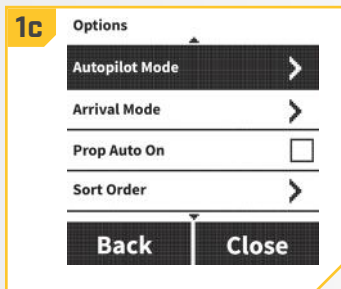 1c
Options
Autopilot Mode
Arrival Mode
Prop Auto On
Sort Order
Back Close